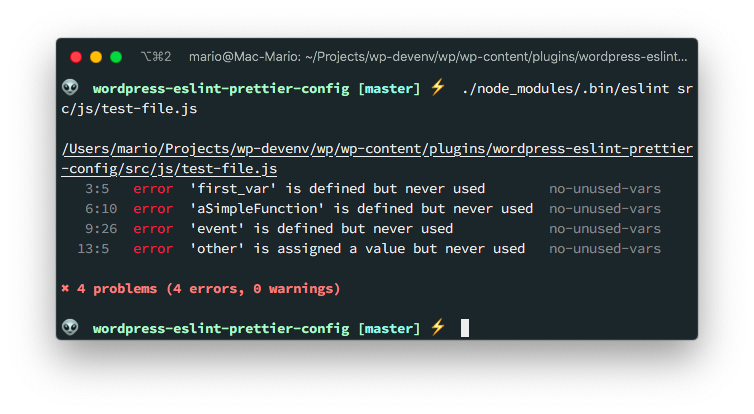 ⌥⌘2 mario@Mac-Mario: ~/Projects/wp-devenv/wp/wp-content/plugins/wordpress-eslint...
👽 wordpress-eslint-prettier-config [master] ⚡ ./node_modules/.bin/eslint sr
c/js/test-file.js
/Users/mario/Projects/wp-devenv/wp/wp-content/plugins/wordpress-eslint-prettier
-config/src/js/test-file.js
3:5 error 'first_var' is defined but never used no-unused-vars
6:10 error 'aSimpleFunction' is defined but never used no-unused-vars
9:26 error 'event' is defined but never used no-unused-vars
13:5 error 'other' is assigned a value but never used no-unused-vars
✖ 4 problems (4 errors, 0 warnings)
👽 wordpress-eslint-prettier-config [master] ⚡